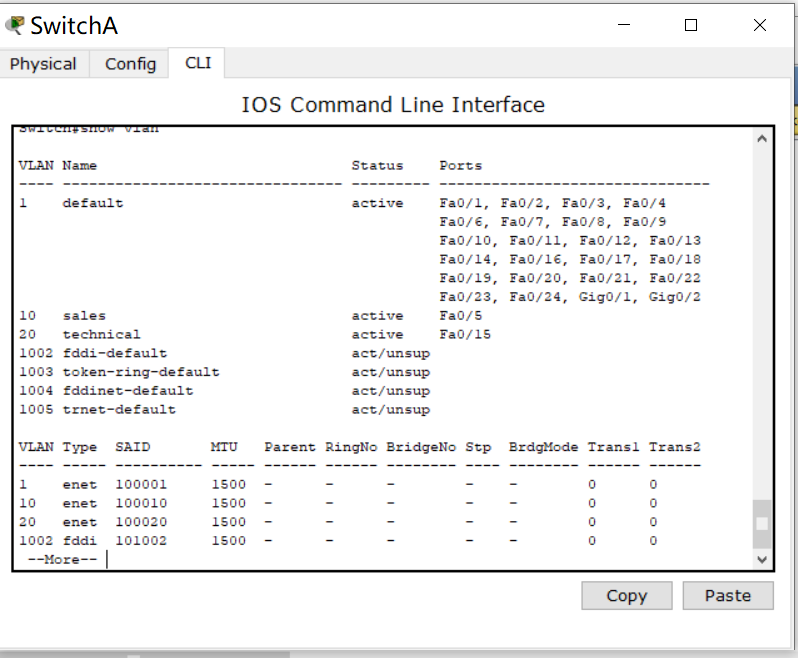 SwitchA
Physical Config CLI
IOS Command Line Interface
Switch#show vlan
VLAN Name Status Ports
---- -------------------------------- --------- -------------------------------
1 default active Fa0/1, Fa0/2, Fa0/3, Fa0/4
Fa0/6, Fa0/7, Fa0/8, Fa0/9
Fa0/10, Fa0/11, Fa0/12, Fa0/13
Fa0/14, Fa0/16, Fa0/17, Fa0/18
Fa0/19, Fa0/20, Fa0/21, Fa0/22
Fa0/23, Fa0/24, Gig0/1, Gig0/2
10 sales active Fa0/5
20 technical active Fa0/15
1002 fddi-default act/unsup
1003 token-ring-default act/unsup
1004 fddinet-default act/unsup
1005 trnet-default act/unsup
VLAN Type SAID MTU Parent RingNo BridgeNo Stp BrdgMode Trans1 Trans2
---- ----- ---------- ----- ------ ------ -------- ---- -------- ------ ------
1 enet 100001 1500 - - - - - 0 0
10 enet 100010 1500 - - - - - 0 0
20 enet 100020 1500 - - - - - 0 0
1002 fddi 101002 1500 - - - - - 0 0
--More--
Copy Paste